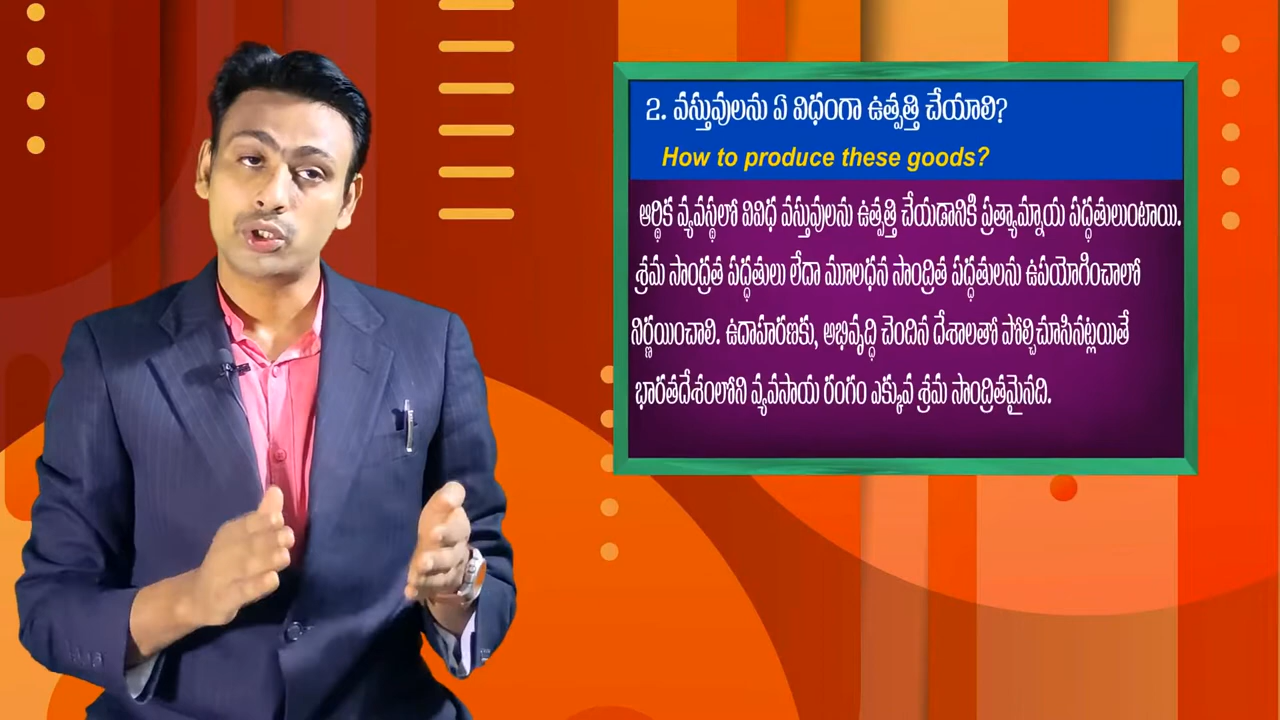 2. వస్తువులను ఏ విధంగా ఉత్పత్తి చేయాలి?
How to produce these goods?
ఆర్థిక వ్యవస్థలో వివిధ వస్తువులను ఉత్పత్తి చేయడానికి ప్రత్యామ్నాయ పద్ధతులుంటాయి.
శ్రమ సాంద్రత పద్ధతులు లేదా మూలధన సాంద్రిత పద్ధతులను ఉపయోగించాలో
నిర్ణయించాలి. ఉదాహరణకు, అభివృద్ధి చెందిన దేశాలతో పోల్చిచూసినట్లయితే
భారతదేశంలోని వ్యవసాయ రంగం ఎక్కువ శ్రమ సాంద్రితమైనది.